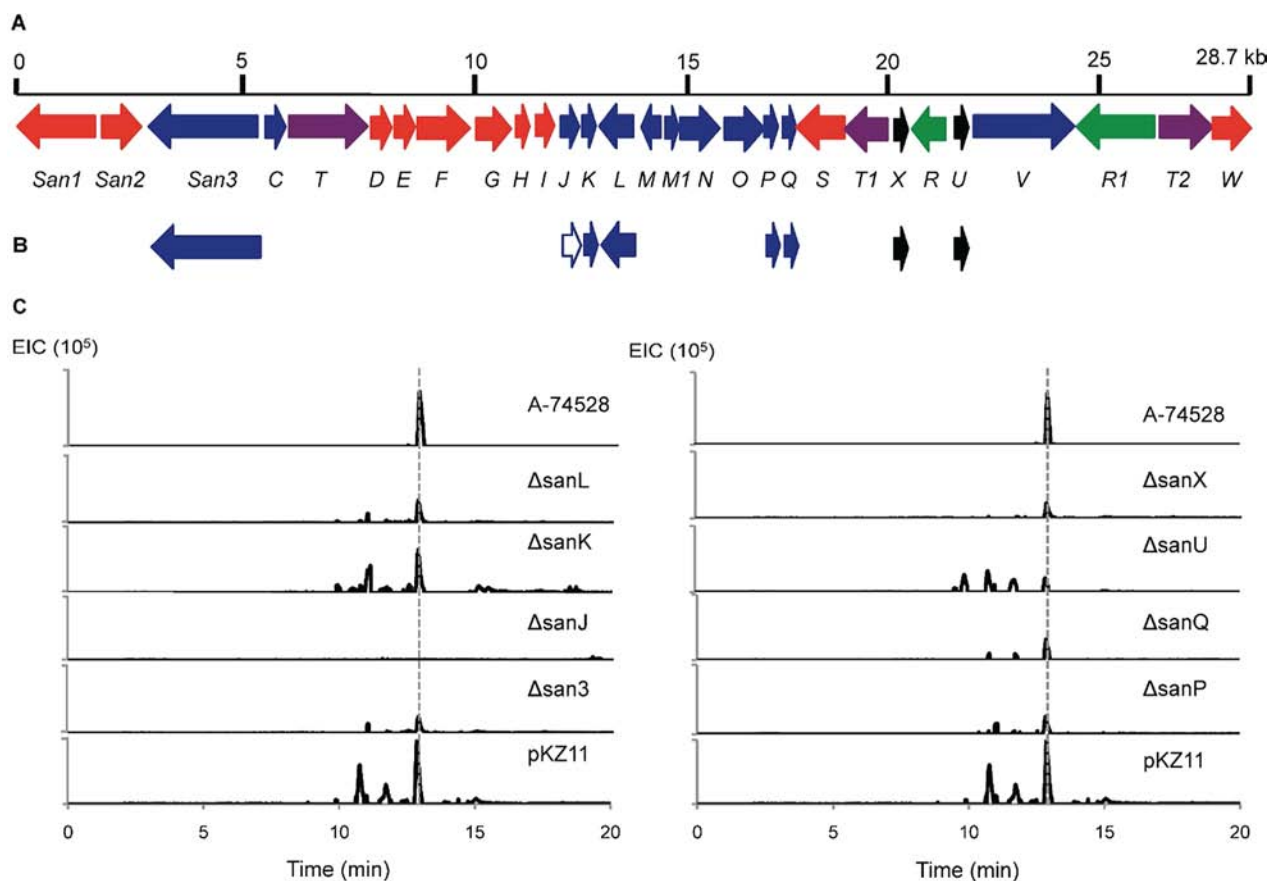 A
0 5 10 15 20 25 28.7 kb
San1 San2 San3 C T D E F G H I J K L M M1 N O P Q S T1 X R U V R1 T2 W
B
C
EIC (10⁵)
A-74528
ΔsanL
ΔsanK
ΔsanJ
Δsan3
pKZ11
0 5 10 15 20
Time (min)
EIC (10⁵)
A-74528
ΔsanX
ΔsanU
ΔsanQ
ΔsanP
pKZ11
0 5 10 15 20
Time (min)